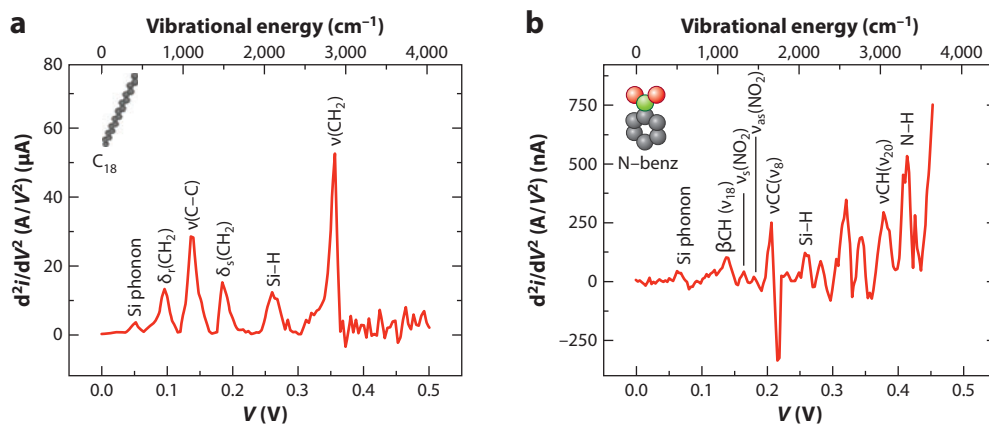 a
Vibrational energy (cm⁻¹)
0 1,000 2,000 3,000 4,000
80
60
40
20
0
d²i/dV² (A/V²) (μA)
C₁₈
Si phonon
δᵣ(CH₂)
ν(C–C)
δₛ(CH₂)
Si–H
ν(CH₂)
0.0 0.1 0.2 0.3 0.4 0.5
V (V)
b
Vibrational energy (cm⁻¹)
0 1,000 2,000 3,000 4,000
750
500
250
0
−250
d²i/dV² (A/V²) (nA)
N–benz
Si phonon
βCH (ν₁₈)
νₛ(NO₂)
νₐₛ(NO₂)
νCC(ν₈)
Si–H
νCH(ν₂₀)
N–H
0.0 0.1 0.2 0.3 0.4 0.5
V (V)